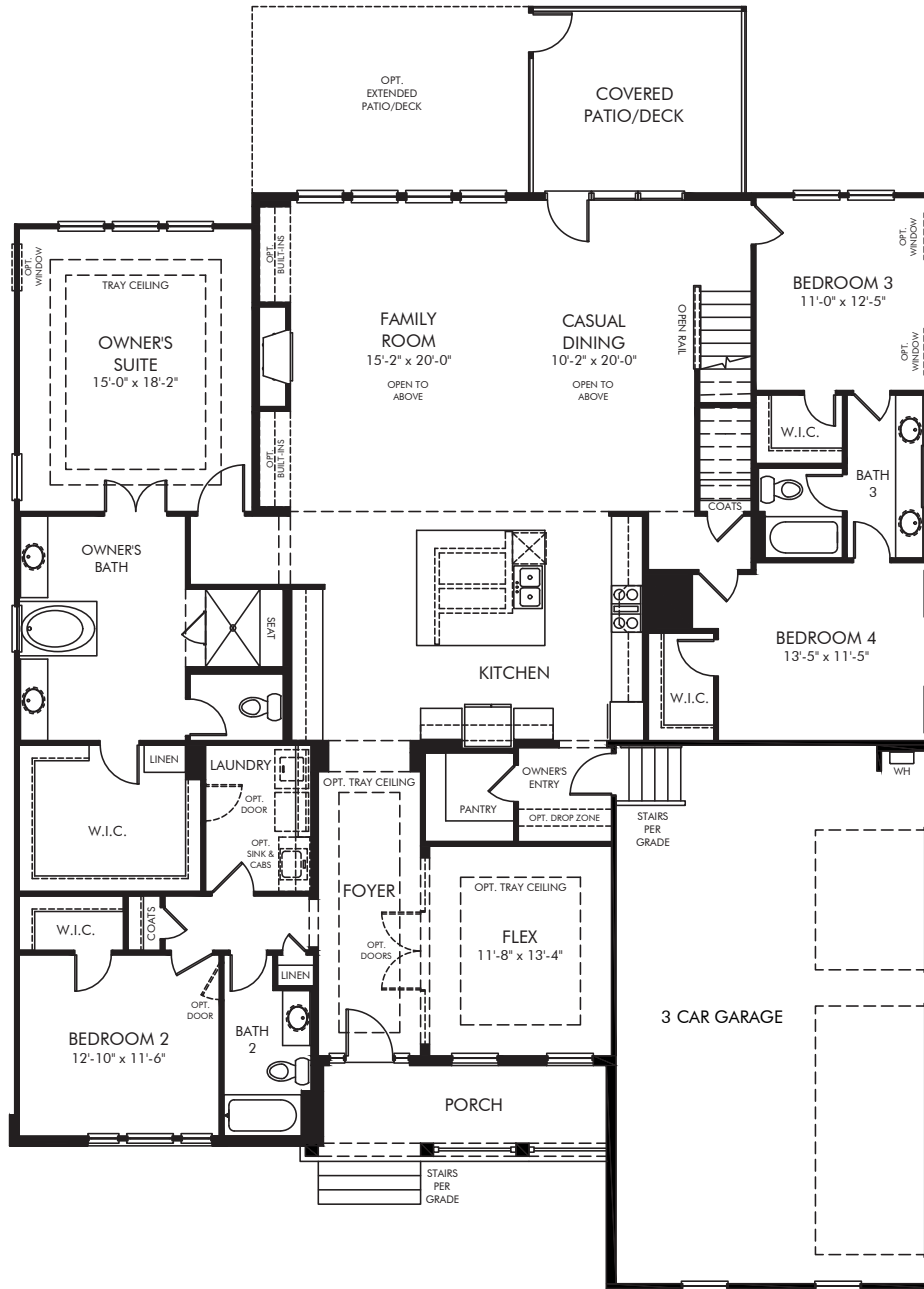 OPT.
EXTENDED
PATIO/DECK
COVERED
PATIO/DECK
OPT.
WINDOW
TRAY CEILING
OWNER'S
SUITE
15'-0" x 18'-2"
OPT.
BUILT-INS
FAMILY
ROOM
15'-2" x 20'-0"
OPEN TO
ABOVE
CASUAL
DINING
10'-2" x 20'-0"
OPEN TO
ABOVE
OPEN RAIL
BEDROOM 3
11'-0" x 12'-5"
OPT.
WINDOW
OPT.
WINDOW
OPT.
BUILT-INS
W.I.C.
BATH
3
COATS
OWNER'S
BATH
SEAT
KITCHEN
BEDROOM 4
13'-5" x 11'-5"
W.I.C.
LINEN
W.I.C.
LAUNDRY
OPT.
DOOR
OPT.
SINK &
CABS
OPT. TRAY CEILING
FOYER
OPT.
DOORS
PANTRY
OWNER'S
ENTRY
OPT. DROP ZONE
STAIRS
PER
GRADE
WH
OPT. TRAY CEILING
FLEX
11'-8" x 13'-4"
W.I.C.
COATS
LINEN
OPT.
DOOR
BEDROOM 2
12'-10" x 11'-6"
BATH
2
3 CAR GARAGE
PORCH
STAIRS
PER
GRADE